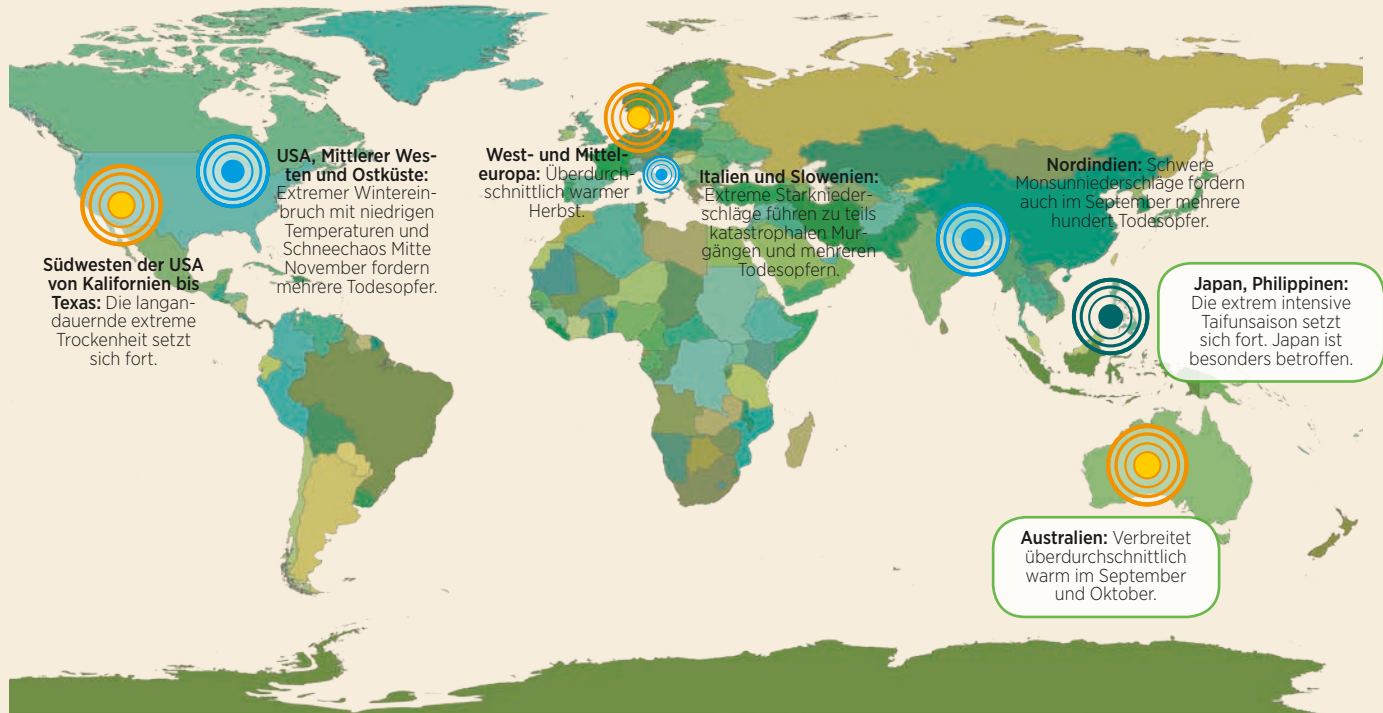 Südwesten der USA
von Kalifornien bis
Texas: Die langan-
dauernde extreme
Trockenheit setzt
sich fort.
USA, Mittlerer Wes-
ten und Ostküste:
Extremer Winterein-
bruch mit niedrigen
Temperaturen und
Schneechaos Mitte
November fordern
mehrere Todesopfer.
West- und Mittel-
europa: Überdurch-
schnittlich warmer
Herbst.
Italien und Slowenien:
Extreme Starknieder-
schläge führen zu teils
katastrophalen Mur-
gängen und mehreren
Todesopfern.
Nordindien: Schwere
Monsunniederschläge fordern
auch im September mehrere
hundert Todesopfer.
Japan, Philippinen:
Die extrem intensive
Taifunsaison setzt
sich fort. Japan ist
besonders betroffen.
Australien: Verbreitet
überdurchschnittlich
warm im September
und Oktober.